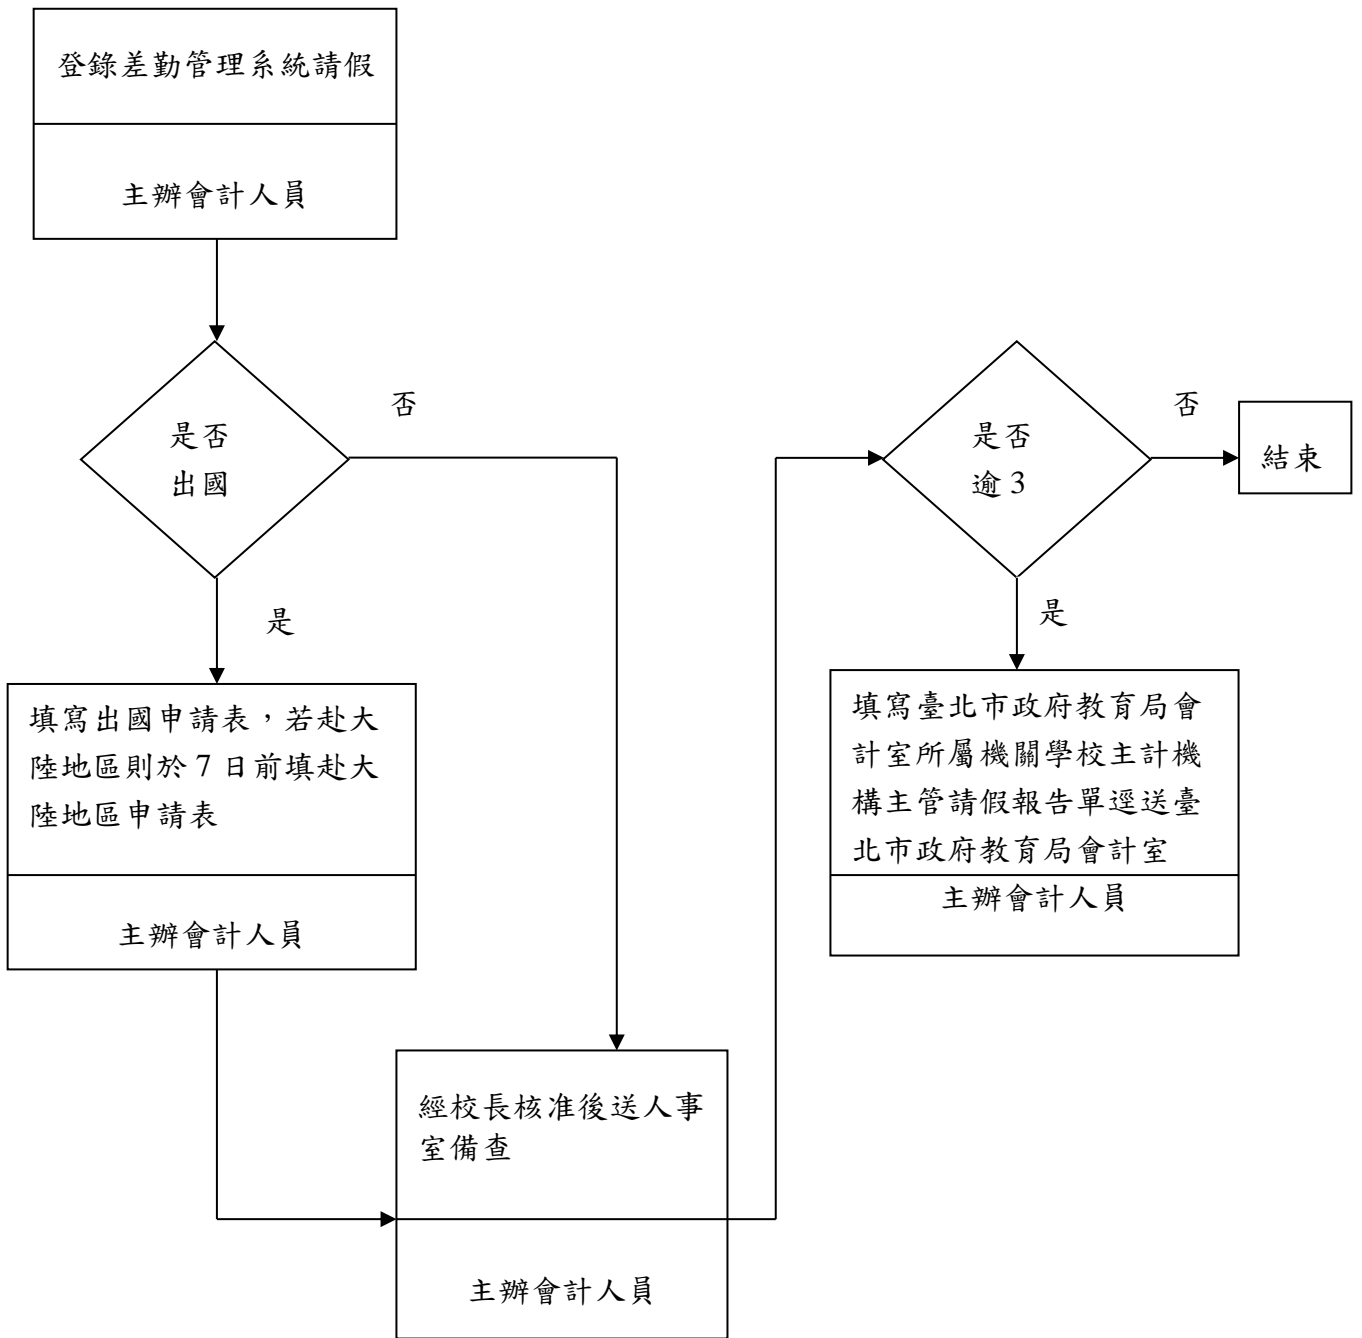 登錄差勤管理系統請假
主辦會計人員
是否
出國
否
是
填寫出國申請表，若赴大
陸地區則於7日前填赴大
陸地區申請表
主辦會計人員
經校長核准後送人事
室備查
主辦會計人員
是否
逾3
否
結束
是
填寫臺北市政府教育局會
計室所屬機關學校主計機
構主管請假報告單逕送臺
北市政府教育局會計室
主辦會計人員